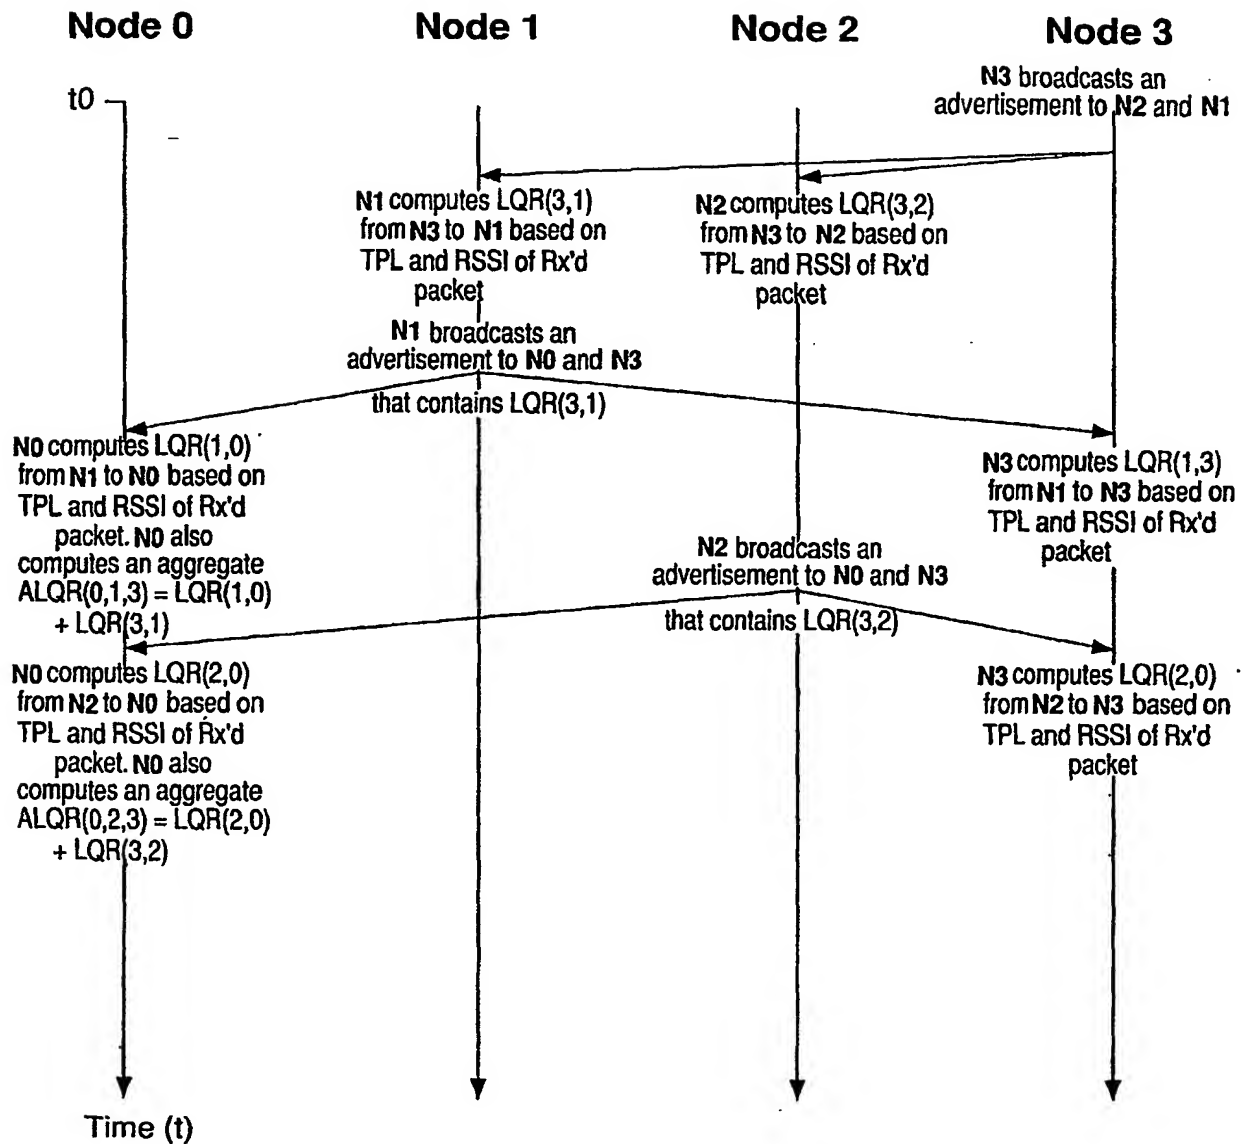 Node 0
Node 1
Node 2
Node 3
t0
N3 broadcasts an
advertisement to N2 and N1
N1 computes LQR(3,1)
from N3 to N1 based on
TPL and RSSI of Rx'd
packet
N2 computes LQR(3,2)
from N3 to N2 based on
TPL and RSSI of Rx'd
packet
N1 broadcasts an
advertisement to N0 and N3
that contains LQR(3,1)
N0 computes LQR(1,0)
from N1 to N0 based on
TPL and RSSI of Rx'd
packet. N0 also
computes an aggregate
ALQR(0,1,3) = LQR(1,0)
+ LQR(3,1)
N3 computes LQR(1,3)
from N1 to N3 based on
TPL and RSSI of Rx'd
packet
N2 broadcasts an
advertisement to N0 and N3
that contains LQR(3,2)
N0 computes LQR(2,0)
from N2 to N0 based on
TPL and RSSI of Rx'd
packet. N0 also
computes an aggregate
ALQR(0,2,3) = LQR(2,0)
+ LQR(3,2)
N3 computes LQR(2,0)
from N2 to N3 based on
TPL and RSSI of Rx'd
packet
Time (t)